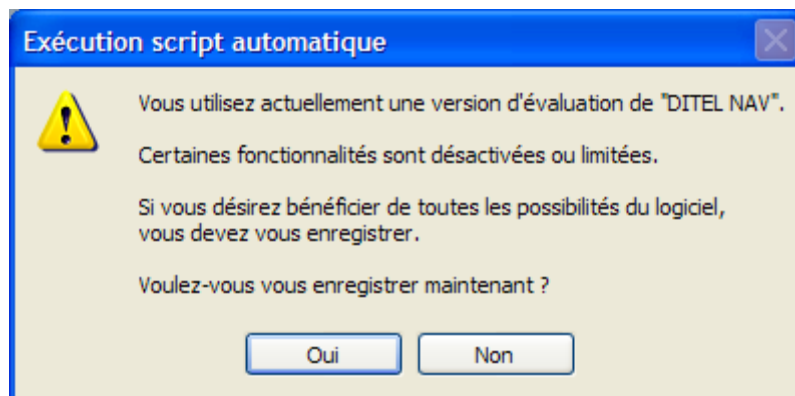 Exécution script automatique
Vous utilisez actuellement une version d'évaluation de "DITEL NAV".
Certaines fonctionnalités sont désactivées ou limitées.
Si vous désirez bénéficier de toutes les possibilités du logiciel,
vous devez vous enregistrer.
Voulez-vous vous enregistrer maintenant ?
Oui
Non